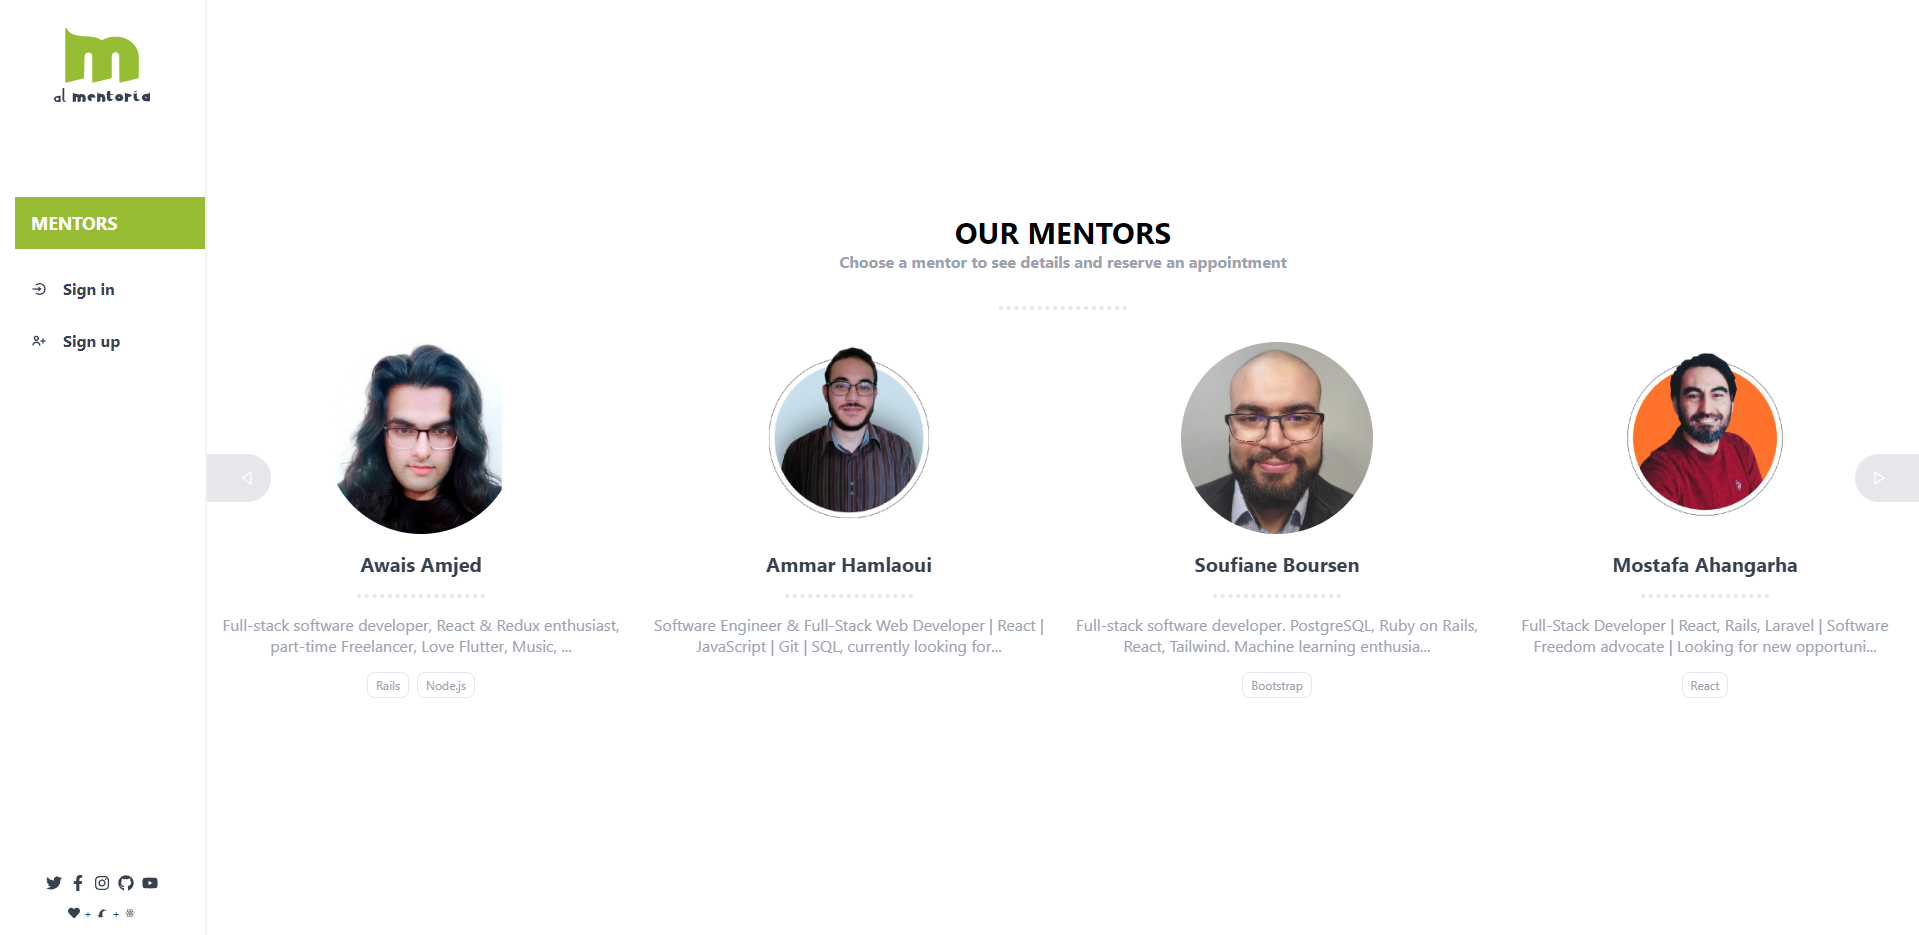 al mentoria
MENTORS
Sign in
Sign up
OUR MENTORS
Choose a mentor to see details and reserve an appointment
Awais Amjed
Full-stack software developer, React & Redux enthusiast,
part-time Freelancer, Love Flutter, Music, ...
Rails
Node.js
Ammar Hamlaoui
Software Engineer & Full-Stack Web Developer | React |
JavaScript | Git | SQL, currently looking for...
Soufiane Boursen
Full-stack software developer. PostgreSQL, Ruby on Rails,
React, Tailwind. Machine learning enthusia...
Bootstrap
Mostafa Ahangarha
Full-Stack Developer | React, Rails, Laravel | Software
Freedom advocate | Looking for new opportuni...
React
+ +